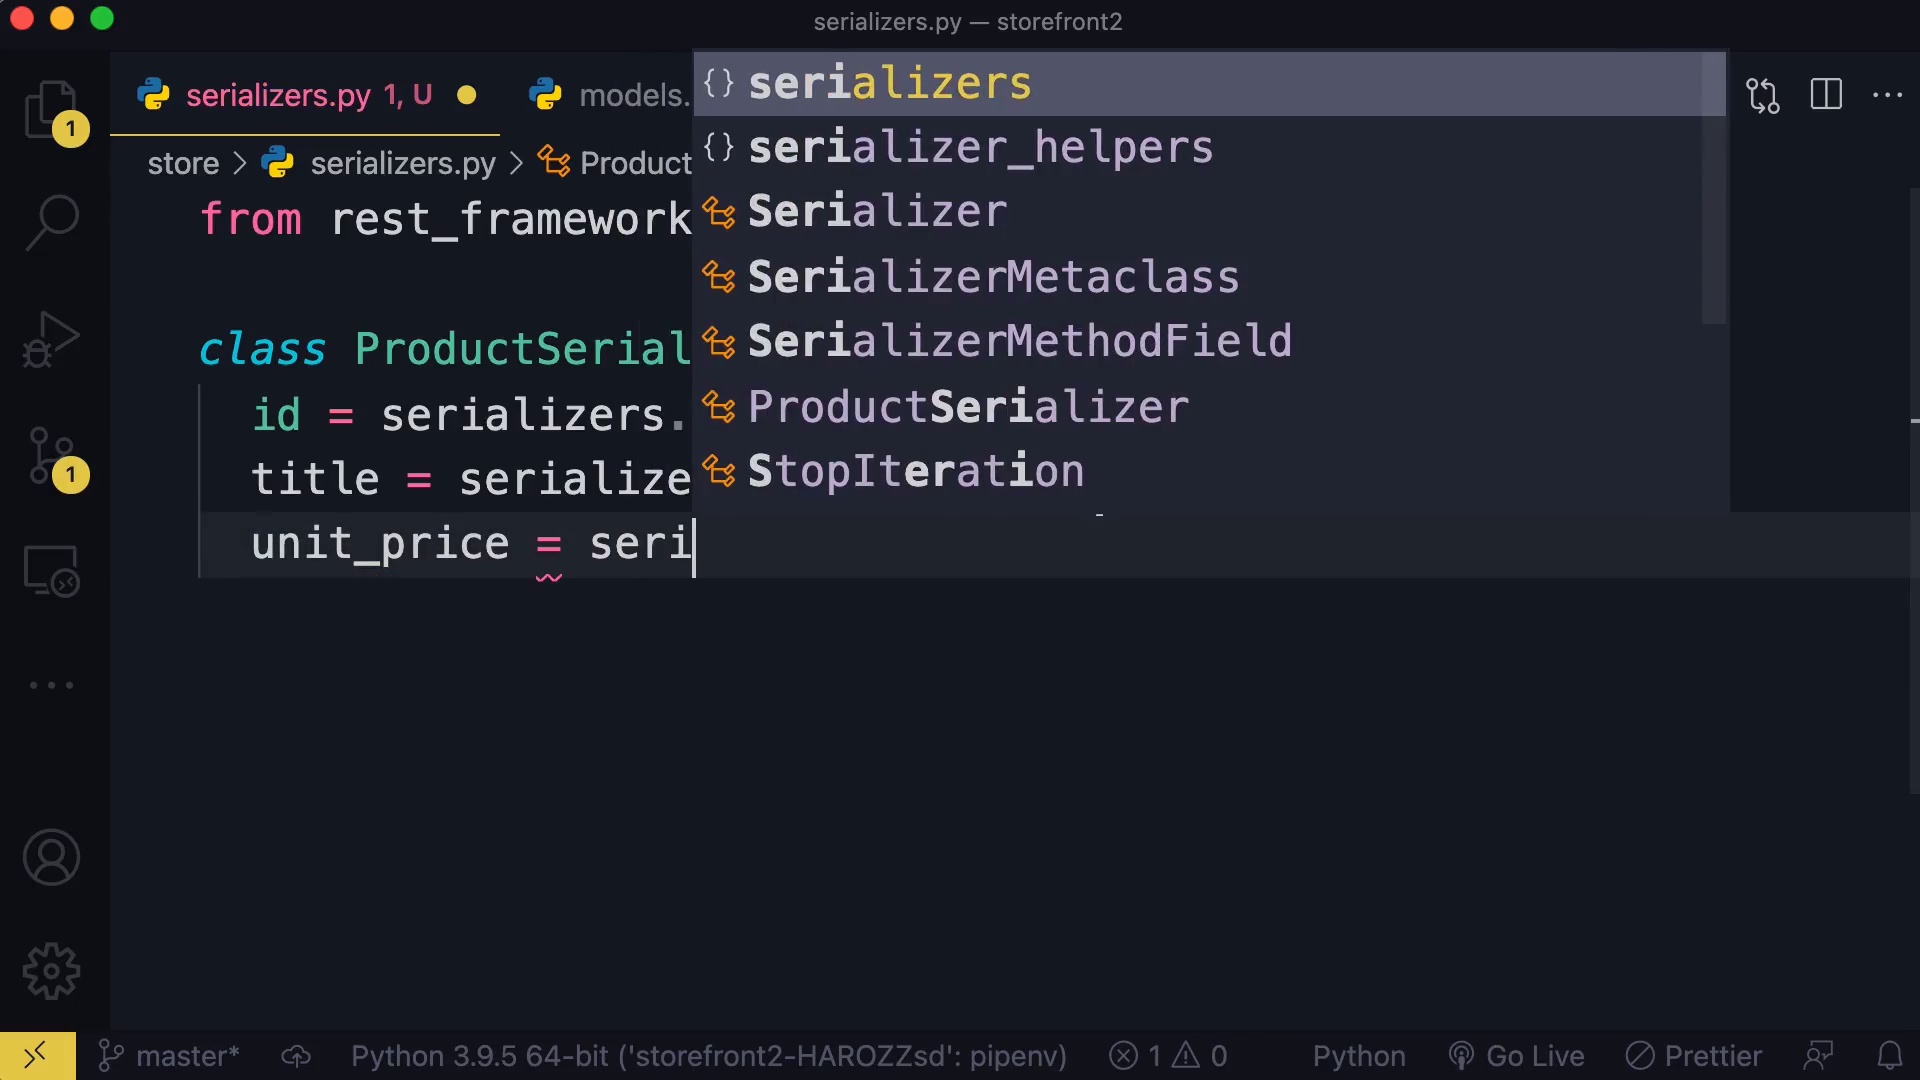 serializers.py — storefront2
serializers.py 1, U
models.
store > serializers.py > Product
from rest_framework
class ProductSerial
id = serializers.
title = serialize
unit_price = seri
{} serializers
{} serializer_helpers
Serializer
SerializerMetaclass
SerializerMethodField
ProductSerializer
StopIteration
1
1
master*
Python 3.9.5 64-bit ('storefront2-HAROZZsd': pipenv)
1
0
Python
Go Live
Prettier